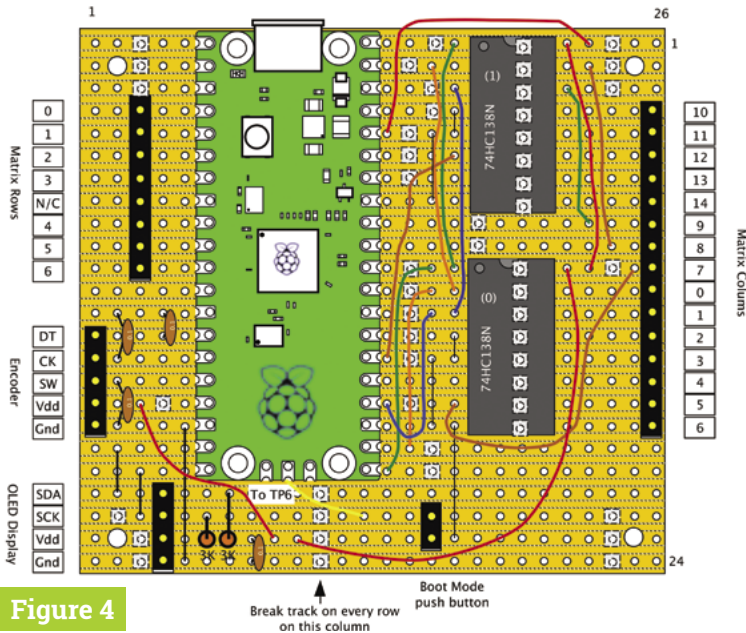 1
26
1
Matrix Rows
0
1
2
3
N/C
4
5
6
(1)
74HC138N
(0)
74HC138N
10
11
12
13
14
9
8
7
0
1
2
3
4
5
6
Matrix Colums
Encoder
DT
CK
SW
Vdd
Gnd
OLED Display
SDA
SCK
Vdd
Gnd
To TP6
3K
3K
24
Boot Mode
push button
Break track on every row
on this column
Figure 4